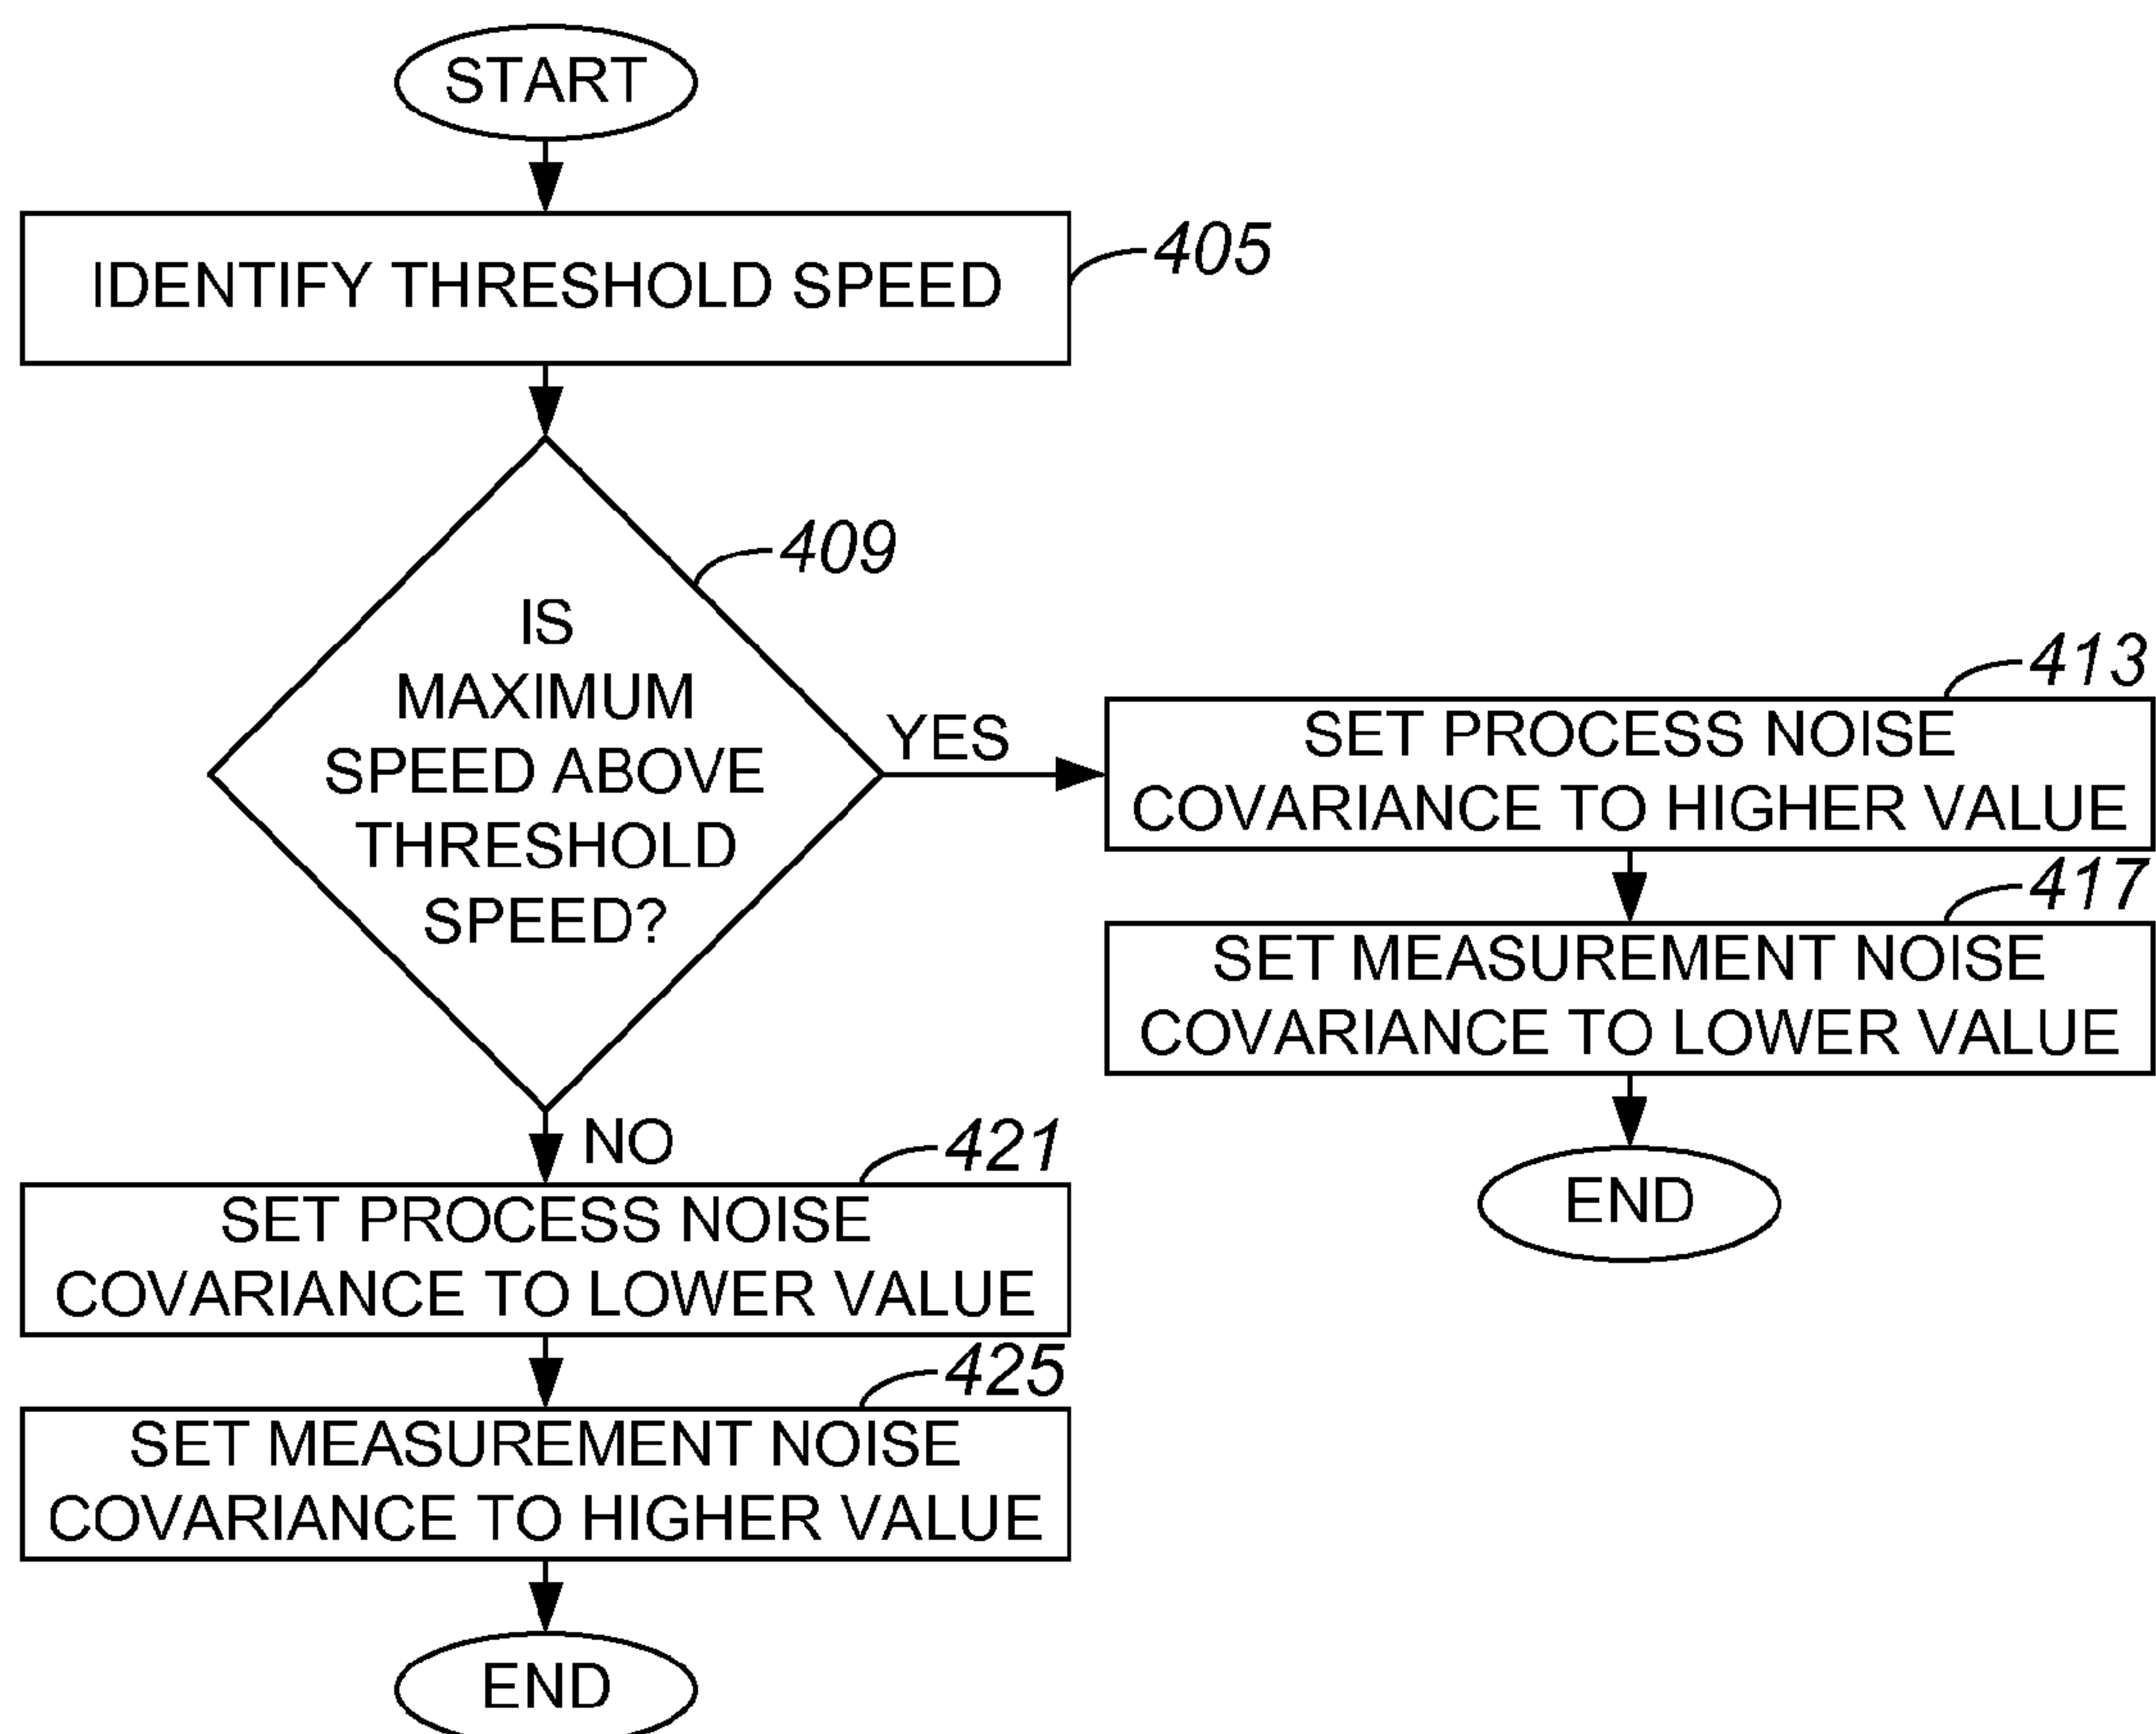 START
IDENTIFY THRESHOLD SPEED
405
409
IS
MAXIMUM
SPEED ABOVE
THRESHOLD
SPEED?
YES
413
SET PROCESS NOISE
COVARIANCE TO HIGHER VALUE
417
SET MEASUREMENT NOISE
COVARIANCE TO LOWER VALUE
END
NO
421
SET PROCESS NOISE
COVARIANCE TO LOWER VALUE
425
SET MEASUREMENT NOISE
COVARIANCE TO HIGHER VALUE
END